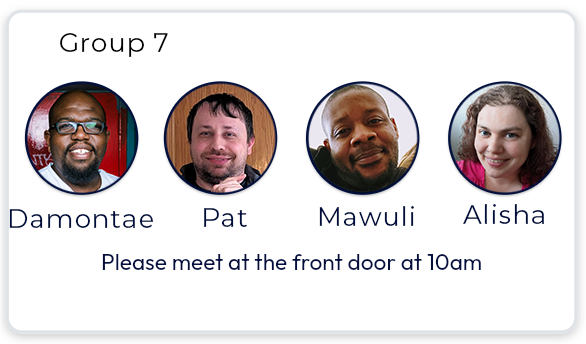 Group 7
Damontae Pat Mawuli Alisha
Please meet at the front door at 10am